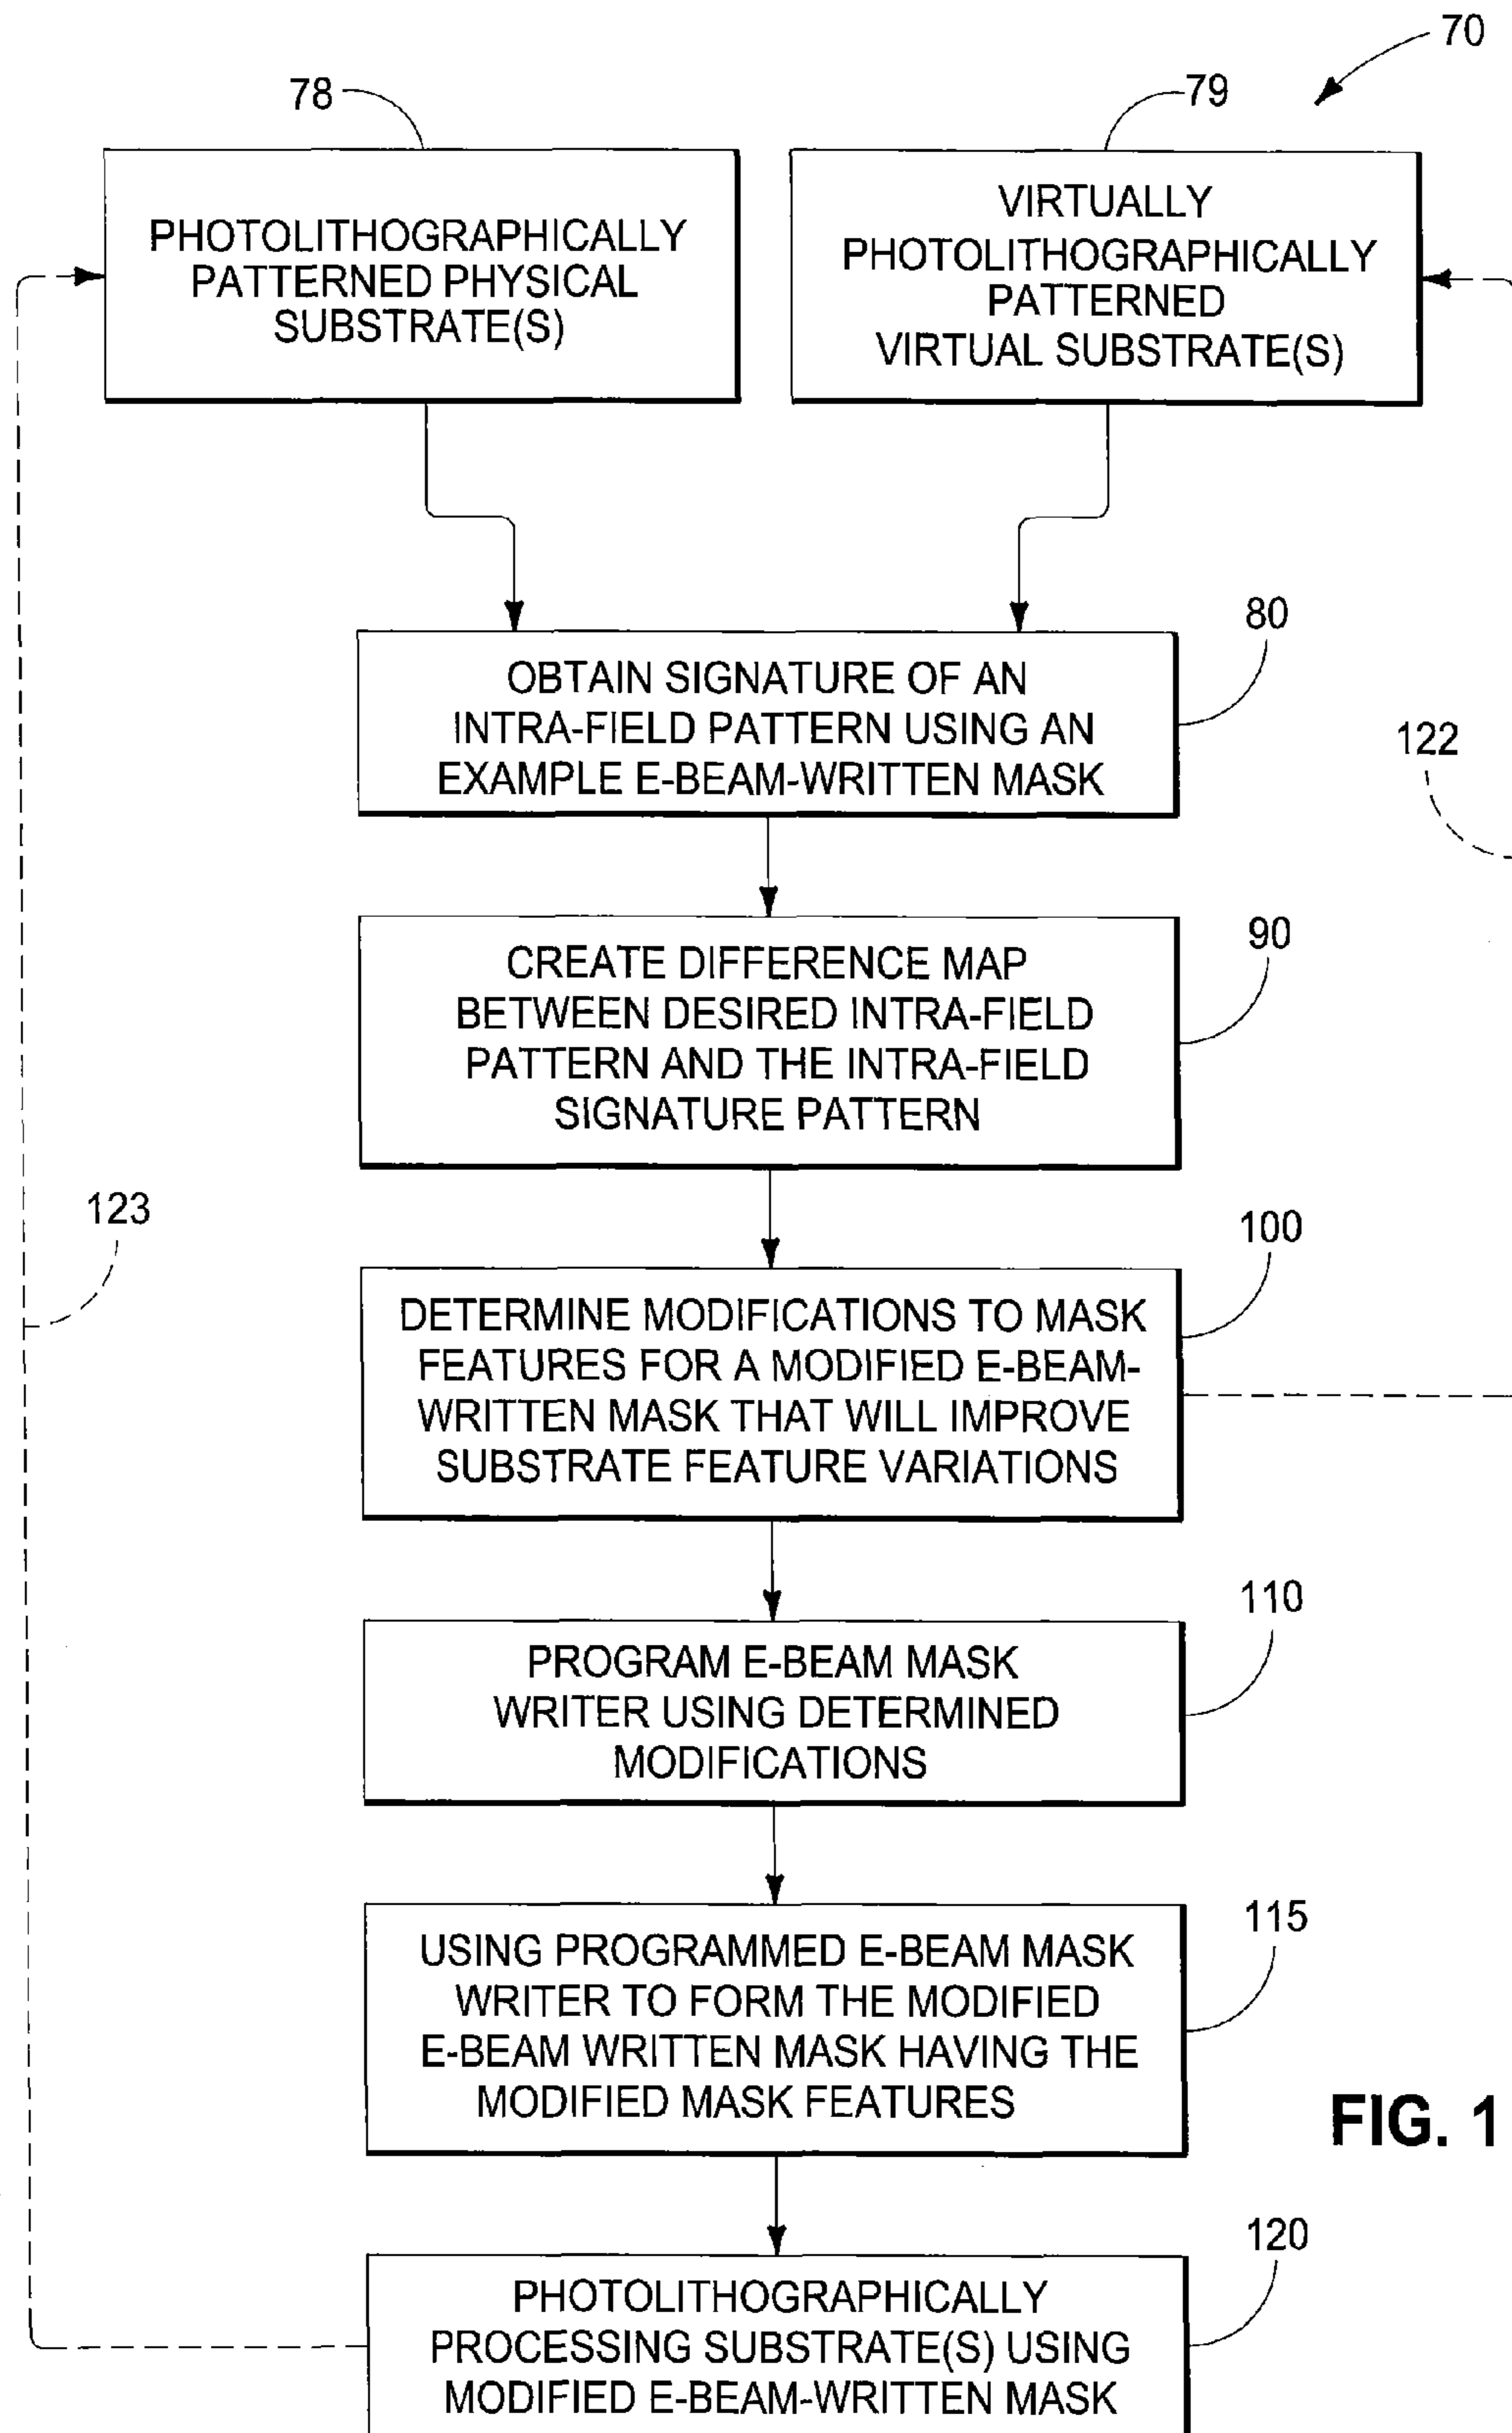 70
78
79
PHOTOLITHOGRAPHICALLY
PATTERNED PHYSICAL
SUBSTRATE(S)
VIRTUALLY
PHOTOLITHOGRAPHICALLY
PATTERNED
VIRTUAL SUBSTRATE(S)
80
OBTAIN SIGNATURE OF AN
INTRA-FIELD PATTERN USING AN
EXAMPLE E-BEAM-WRITTEN MASK
122
90
CREATE DIFFERENCE MAP
BETWEEN DESIRED INTRA-FIELD
PATTERN AND THE INTRA-FIELD
SIGNATURE PATTERN
123
100
DETERMINE MODIFICATIONS TO MASK
FEATURES FOR A MODIFIED E-BEAM-
WRITTEN MASK THAT WILL IMPROVE
SUBSTRATE FEATURE VARIATIONS
110
PROGRAM E-BEAM MASK
WRITER USING DETERMINED
MODIFICATIONS
115
USING PROGRAMMED E-BEAM MASK
WRITER TO FORM THE MODIFIED
E-BEAM WRITTEN MASK HAVING THE
MODIFIED MASK FEATURES
FIG. 1
120
PHOTOLITHOGRAPHICALLY
PROCESSING SUBSTRATE(S) USING
MODIFIED E-BEAM-WRITTEN MASK